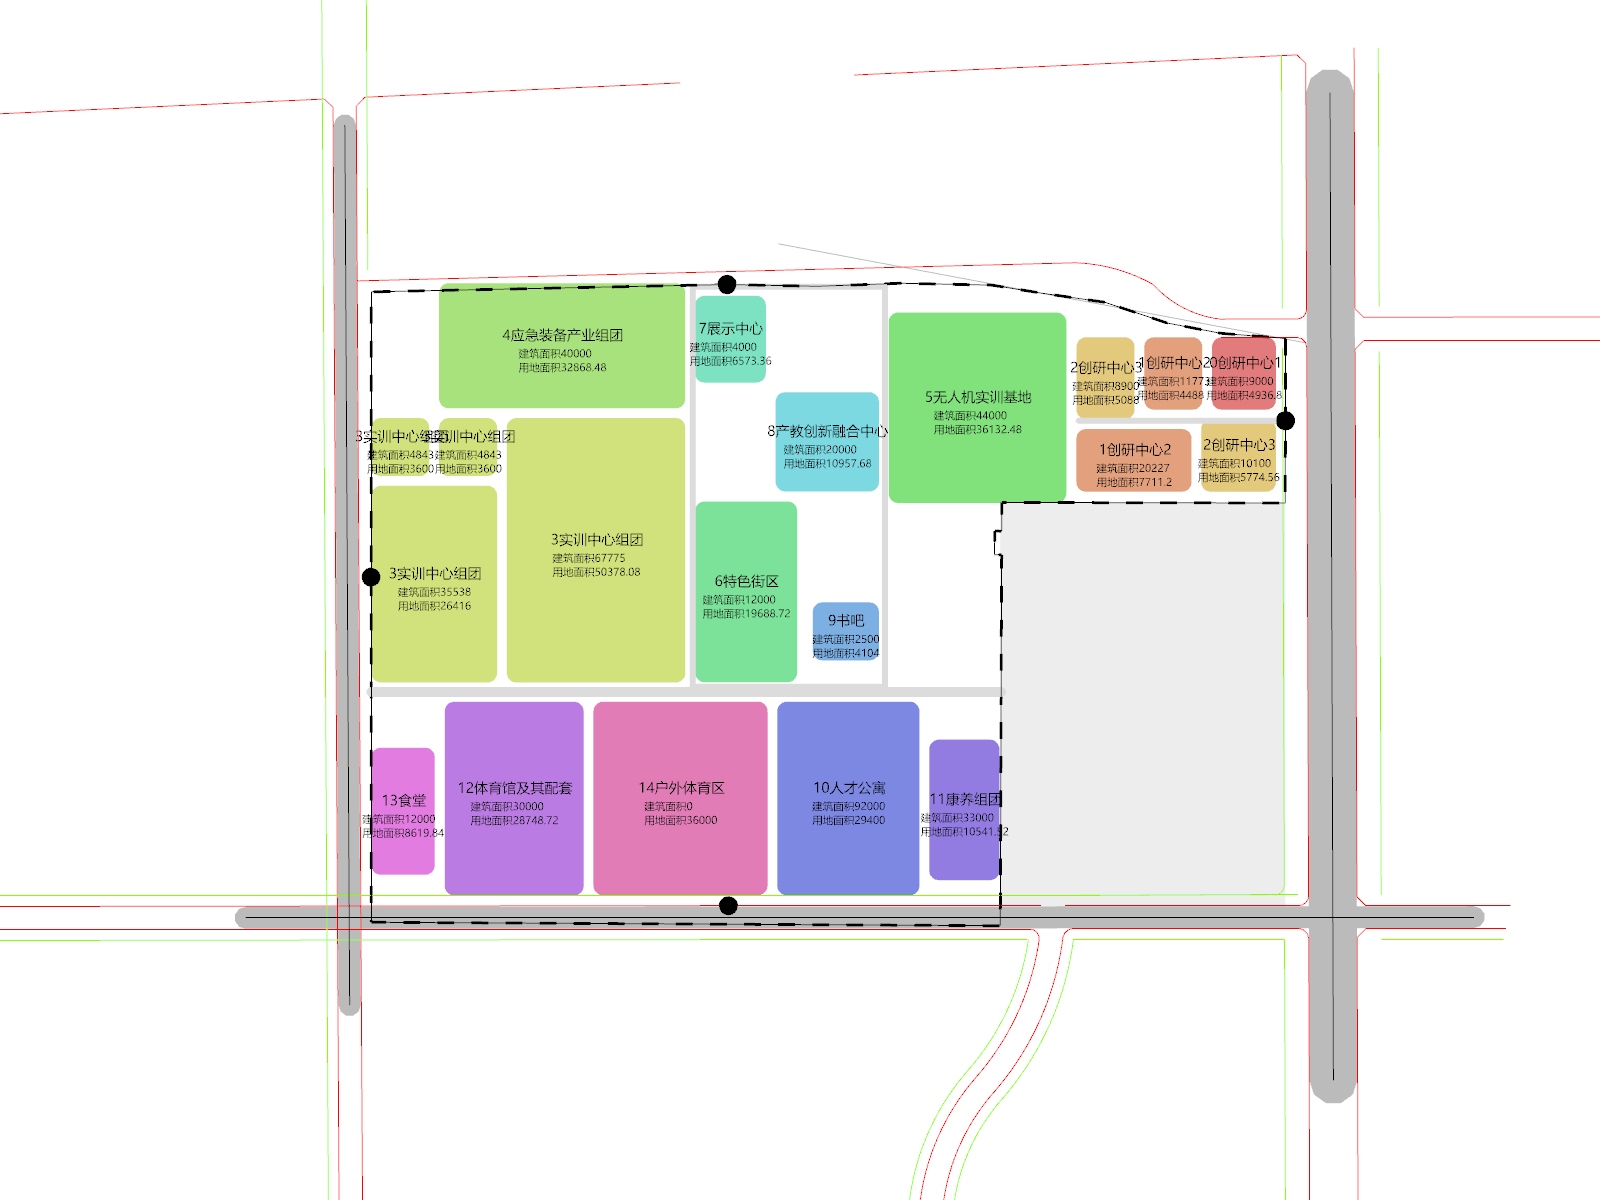 4应急装备产业组团
建筑面积40000
用地面积32868.48
7展示中心
建筑面积4000
用地面积6573.36
5无人机实训基地
建筑面积44000
用地面积36132.48
2创研中心3
建筑面积8900
用地面积5088
1创研中心2
建筑面积11773
用地面积4488
0创研中心1
建筑面积9000
用地面积4936.8
3实训中心组团
建筑面积4843
用地面积3600
3实训中心组团
建筑面积4843
用地面积3600
8产教创新融合中心
建筑面积20000
用地面积10957.68
1创研中心2
建筑面积20227
用地面积7711.2
2创研中心3
建筑面积10100
用地面积5774.56
3实训中心组团
建筑面积35538
用地面积26416
3实训中心组团
建筑面积67775
用地面积50378.08
6特色街区
建筑面积12000
用地面积19688.72
9书吧
建筑面积2500
用地面积4104
13食堂
建筑面积12000
用地面积8619.84
12体育馆及其配套
建筑面积30000
用地面积28748.72
14户外体育区
建筑面积0
用地面积36000
10人才公寓
建筑面积92000
用地面积29400
11康养组团
建筑面积33000
用地面积10541.52